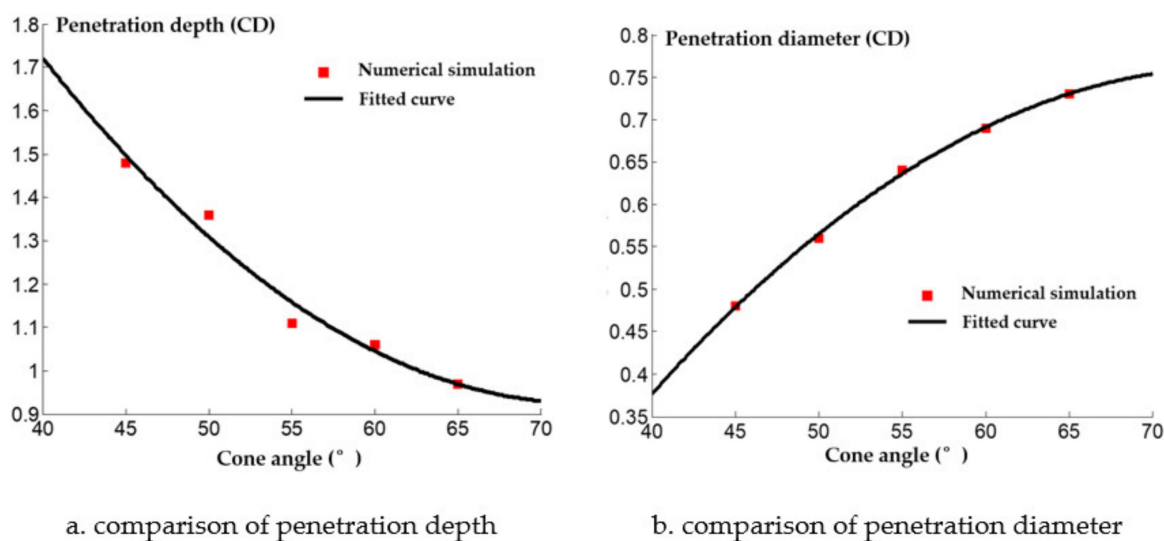 Penetration depth (CD)
1.8
1.7
1.6
1.5
1.4
1.3
1.2
1.1
1
0.9
Numerical simulation
Fitted curve
40 45 50 55 60 65 70
Cone angle (° )
a. comparison of penetration depth
Penetration diameter (CD)
0.8
0.75
0.7
0.65
0.6
0.55
0.5
0.45
0.4
0.35
Numerical simulation
Fitted curve
40 45 50 55 60 65 70
Cone angle (° )
b. comparison of penetration diameter